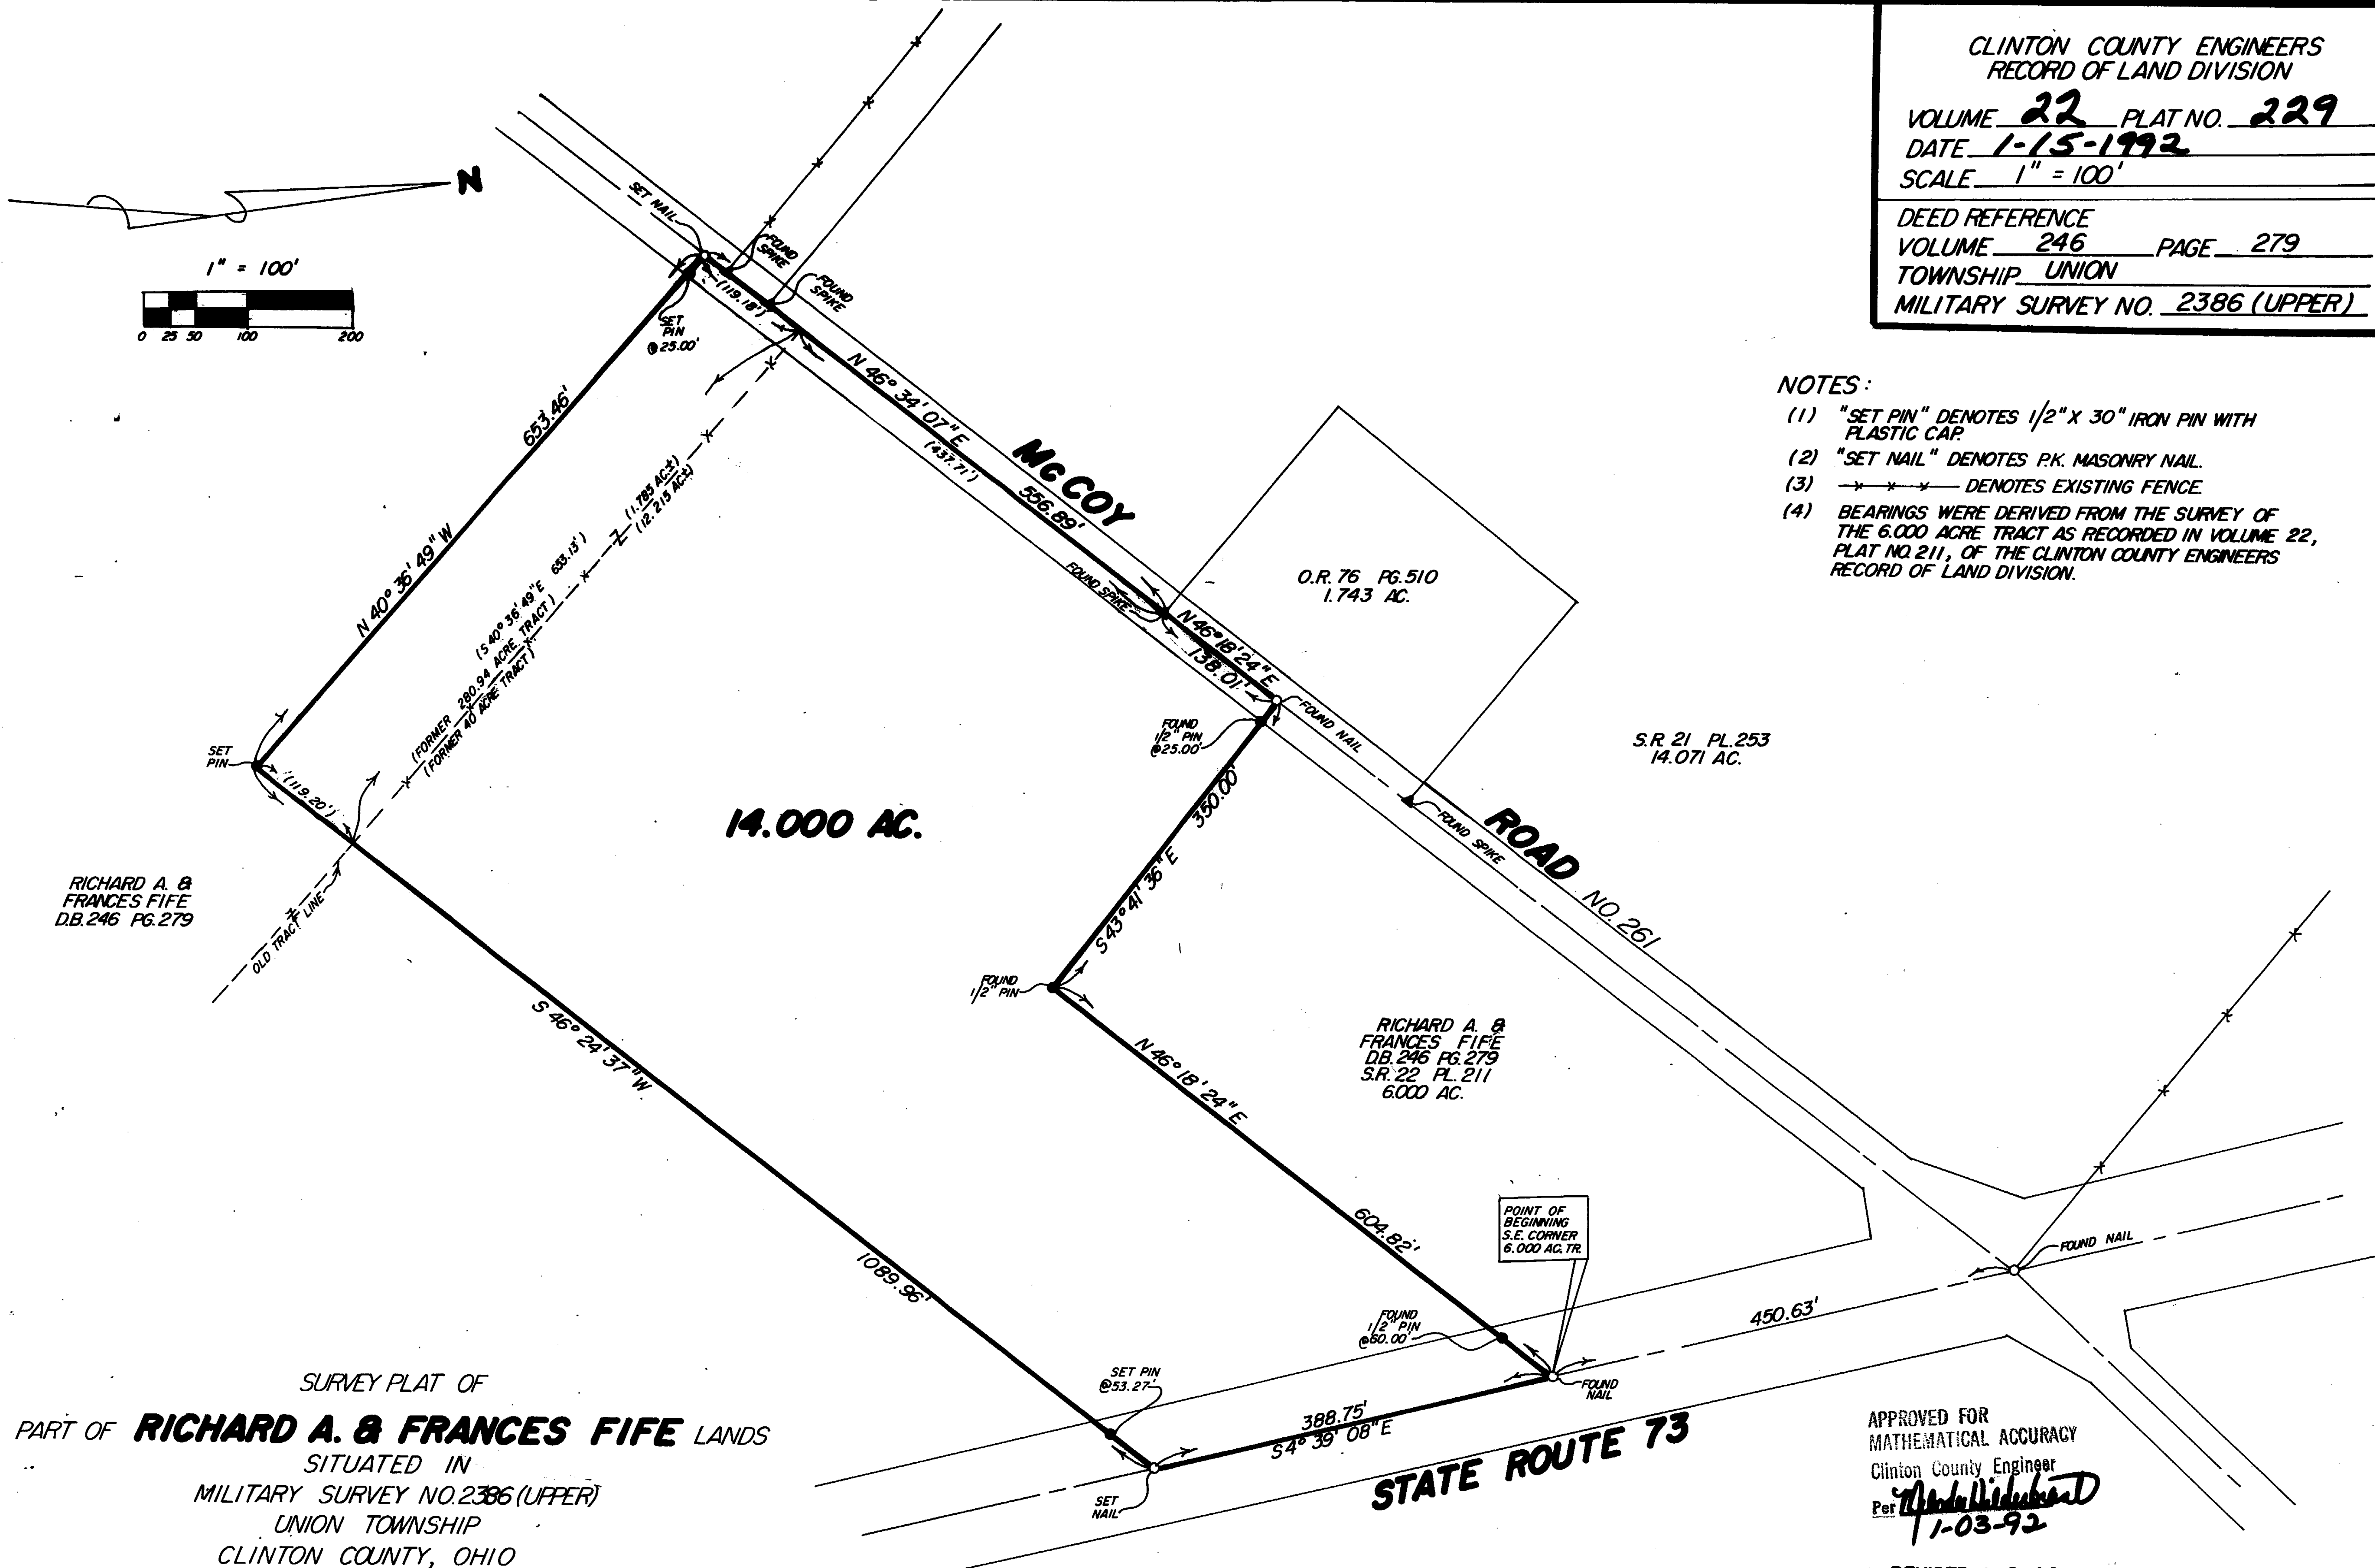 CLINTON COUNTY ENGINEERS
RECORD OF LAND DIVISION
VOLUME 22 PLAT NO. 229
DATE 1-15-1992
SCALE 1" = 100'
DEED REFERENCE
VOLUME 246 PAGE 279
TOWNSHIP UNION
MILITARY SURVEY NO. 2386 (UPPER)
NOTES:
(1) "SET PIN" DENOTES 1/2" X 30" IRON PIN WITH
PLASTIC CAP.
(2) "SET NAIL" DENOTES P.K. MASONRY NAIL.
(3) DENOTES EXISTING FENCE.
(4) BEARINGS WERE DERIVED FROM THE SURVEY OF
THE 6.000 ACRE TRACT AS RECORDED IN VOLUME 22,
PLAT NO. 211, OF THE CLINTON COUNTY ENGINEERS
RECORD OF LAND DIVISION.
N
1" = 100'
0 25 50 100 200
SET NAIL
FOUND
SPIKE
FOUND
SPIKE
(119.18')
SET
PIN
@ 25.00'
653.46'
N 40° 36' 49" W
N 46° 34' 07" E
(437.71')
556.89'
McCOY
ROAD NO. 261
(1.785 AC.±)
(12.215 AC.±)
(S 40° 36' 49" E 653.13')
(FORMER 280.94 ACRE TRACT)
(FORMER 40 ACRE TRACT)
FOUND SPIKE
N 46° 18' 24" E
138.01'
O.R. 76 PG. 510
1.743 AC.
FOUND NAIL
FOUND
1/2" PIN
@25.00'
S.R. 21 PL. 253
14.071 AC.
FOUND SPIKE
SET
PIN
(119.20')
14.000 AC.
350.00'
S 43° 41' 36" E
RICHARD A. &
FRANCES FIFE
D.B. 246 PG. 279
OLD TRACT LINE
FOUND
1/2" PIN
S 46° 24' 37" W
1089.96'
N 46° 18' 24" E
604.82'
RICHARD A. &
FRANCES FIFE
D.B. 246 PG. 279
S.R. 22 PL. 211
6.000 AC.
POINT OF
BEGINNING
S.E. CORNER
6.000 AC. TR.
FOUND NAIL
450.63'
FOUND
1/2" PIN
@60.00'
FOUND
NAIL
SET PIN
@53.27'
388.75'
S 4° 39' 08" E
SET
NAIL
STATE ROUTE 73
SURVEY PLAT OF
PART OF RICHARD A. & FRANCES FIFE LANDS
SITUATED IN
MILITARY SURVEY NO. 2386 (UPPER)
UNION TOWNSHIP
CLINTON COUNTY, OHIO
APPROVED FOR
MATHEMATICAL ACCURACY
Clinton County Engineer
Per
1-03-92